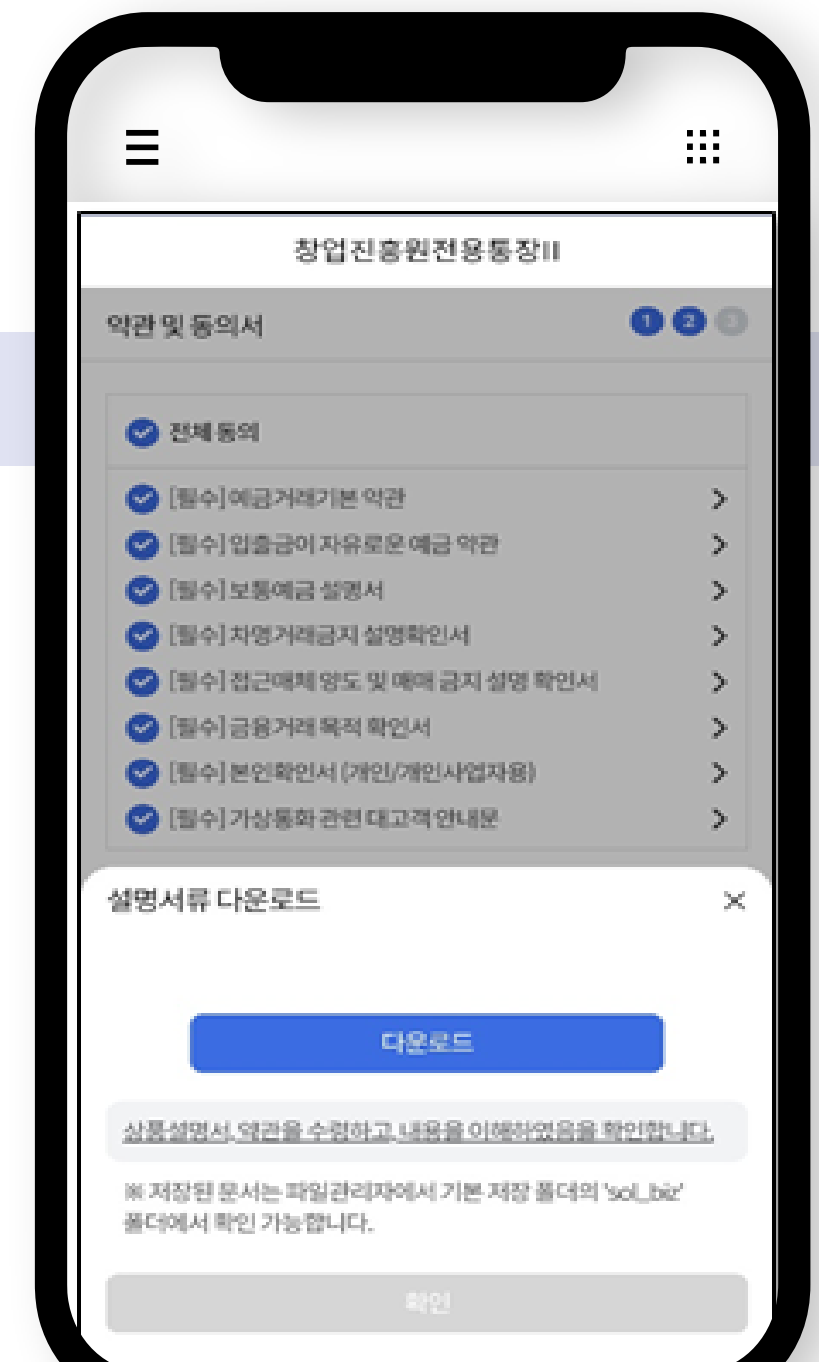 창업진흥원전용통장II
약관 및 동의서
1 2 3
전체 동의
[필수] 예금거래기본 약관
[필수] 입출금이 자유로운 예금 약관
[필수] 보통예금 설명서
[필수] 차명거래금지 설명확인서
[필수] 접근매체 양도 및 매매 금지 설명 확인서
[필수] 금융거래 목적 확인서
[필수] 본인확인서 (개인/개인사업자용)
[필수] 가상통화 관련 대고객 안내문
설명서류 다운로드
다운로드
상품설명서, 약관을 수령하고, 내용을 이해하였음을 확인합니다.
※ 저장된 문서는 파일관리자에서 기본 저장 폴더의 'sol_biz'
폴더에서 확인 가능합니다.
확인